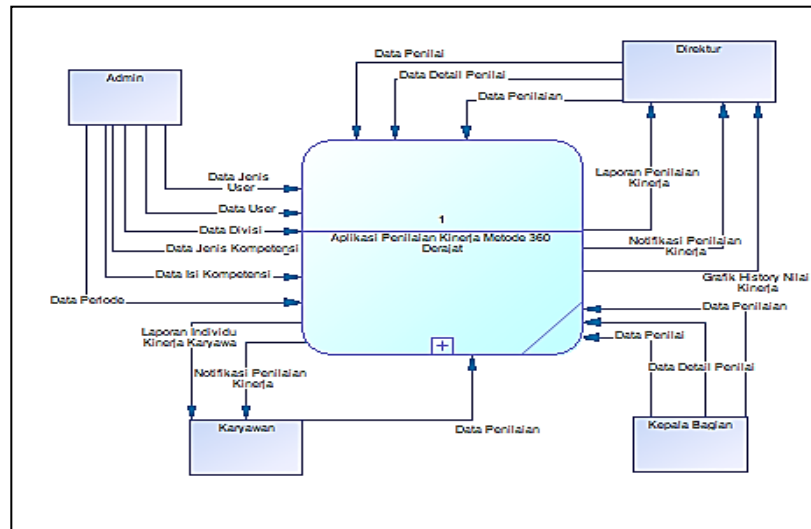 Data Penilai
Direktur
Admin
Data Detail Penilai
Data Penilaian
Data Jenis
User
Laporan Penilaian
Kinerja
Data User
1
Data Divisi
Aplikasi Penilaian Kinerja Metode 360
Derajat
Data Jenis Kompetensi
Notifikasi Penilaian
Kinerja
Data Isi Kompetensi
Grafik History Nilai
Kinerja
Data Periode
Data Penilaian
Laporan Individu
Kinerja Karyawa
Data Penilai
Notifikasi Penilaian
Kinerja
Data Detail Penilai
Karyawan
Data Penilaian
Kepala Bagian